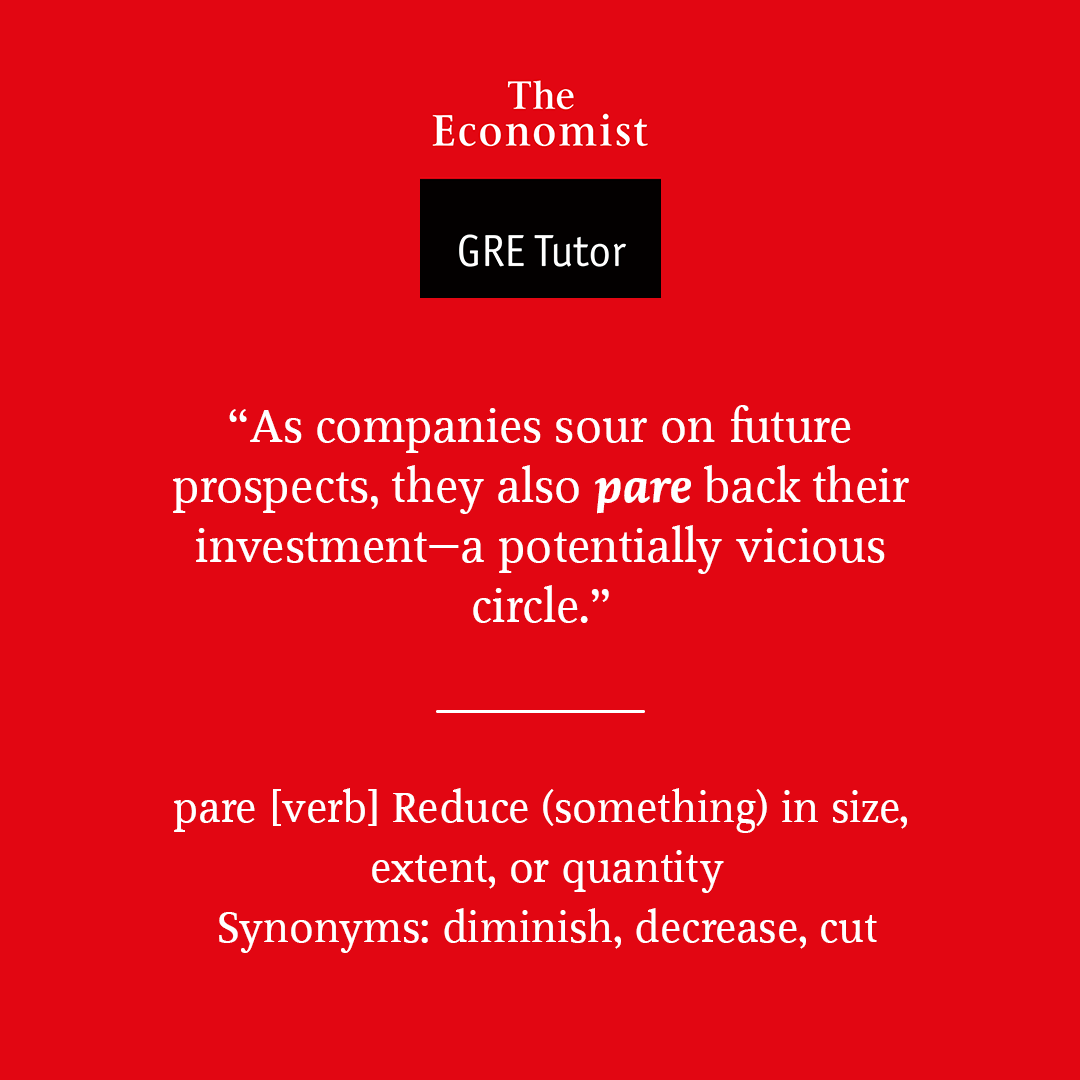 The
Economist
GRE Tutor
“As companies sour on future
prospects, they also pare back their
investment—a potentially vicious
circle.”
pare [verb] Reduce (something) in size,
extent, or quantity
Synonyms: diminish, decrease, cut